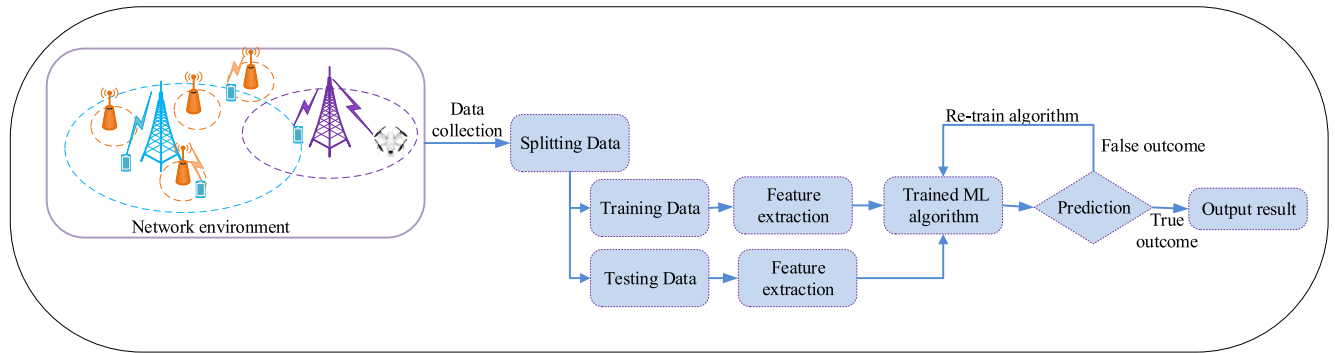 Network environment
Data
collection
Splitting Data
Training Data
Feature
extraction
Testing Data
Feature
extraction
Trained ML
algorithm
Re-train algorithm
False outcome
Prediction
True
outcome
Output result